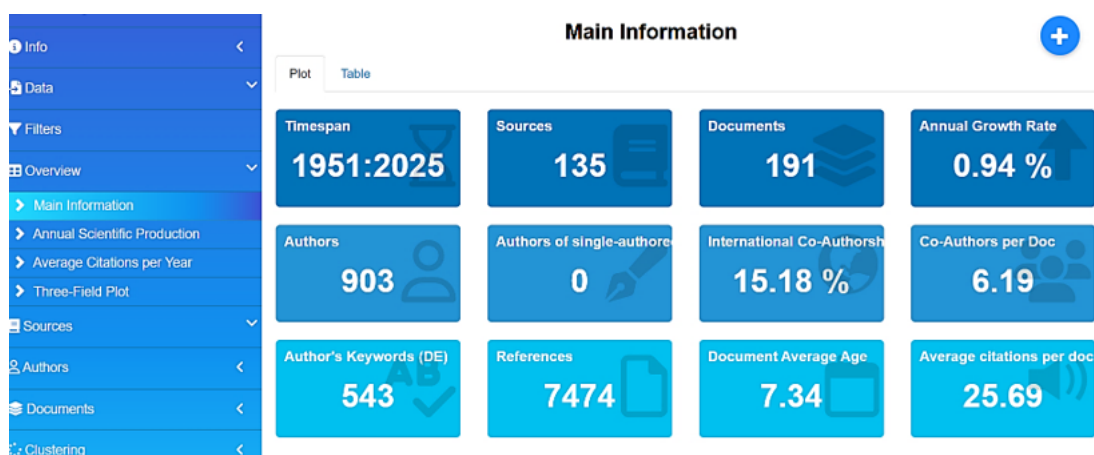 Main Information
Info
Data
Filters
Overview
Main Information
Annual Scientific Production
Average Citations per Year
Three-Field Plot
Sources
Authors
Documents
Clustering
Plot
Table
Timespan
1951:2025
Sources
135
Documents
191
Annual Growth Rate
0.94 %
Authors
903
Authors of single-authore
0
International Co-Authorsh
15.18 %
Co-Authors per Doc
6.19
Author's Keywords (DE)
543
References
7474
Document Average Age
7.34
Average citations per doc
25.69